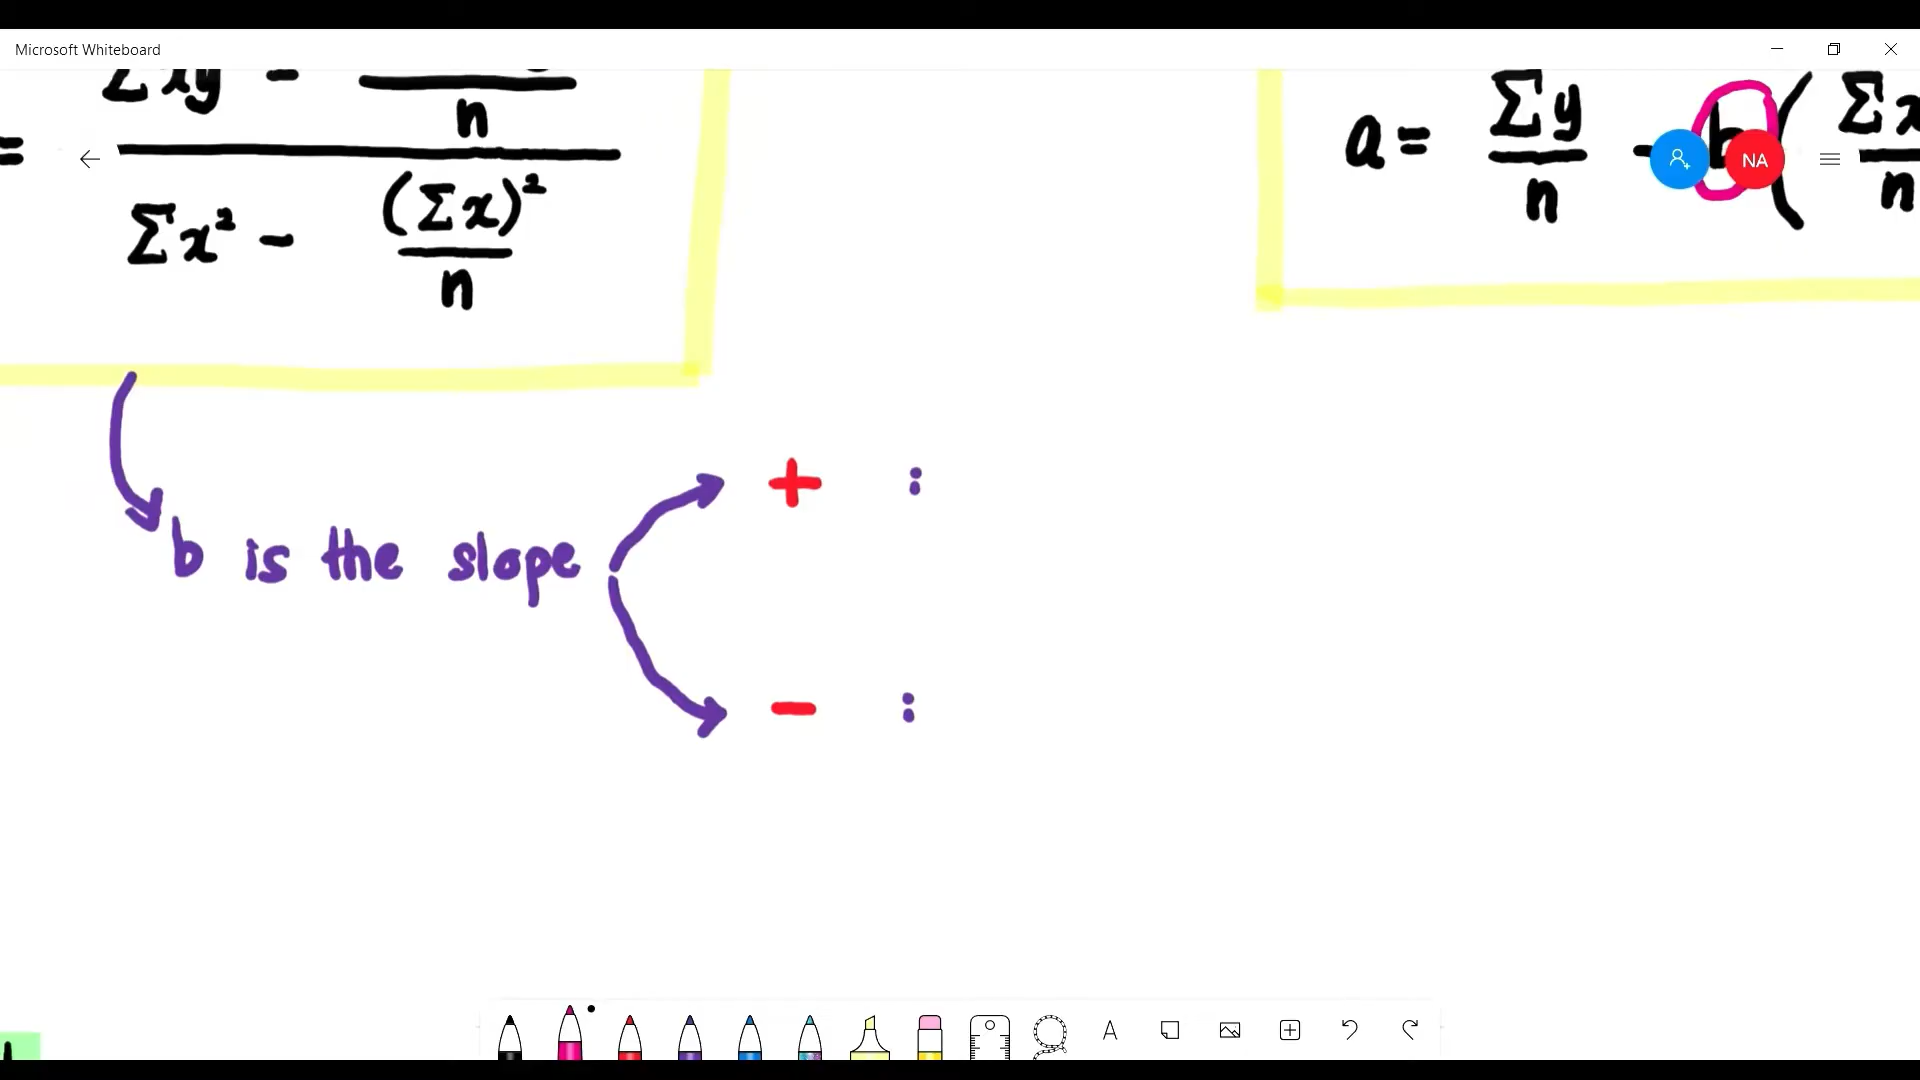 Microsoft Whiteboard
Σxy -
n
=
Σx² - (Σx)²
n
a = Σy/n - b(Σx/n
NA
b is the slope
+ :
- :
A